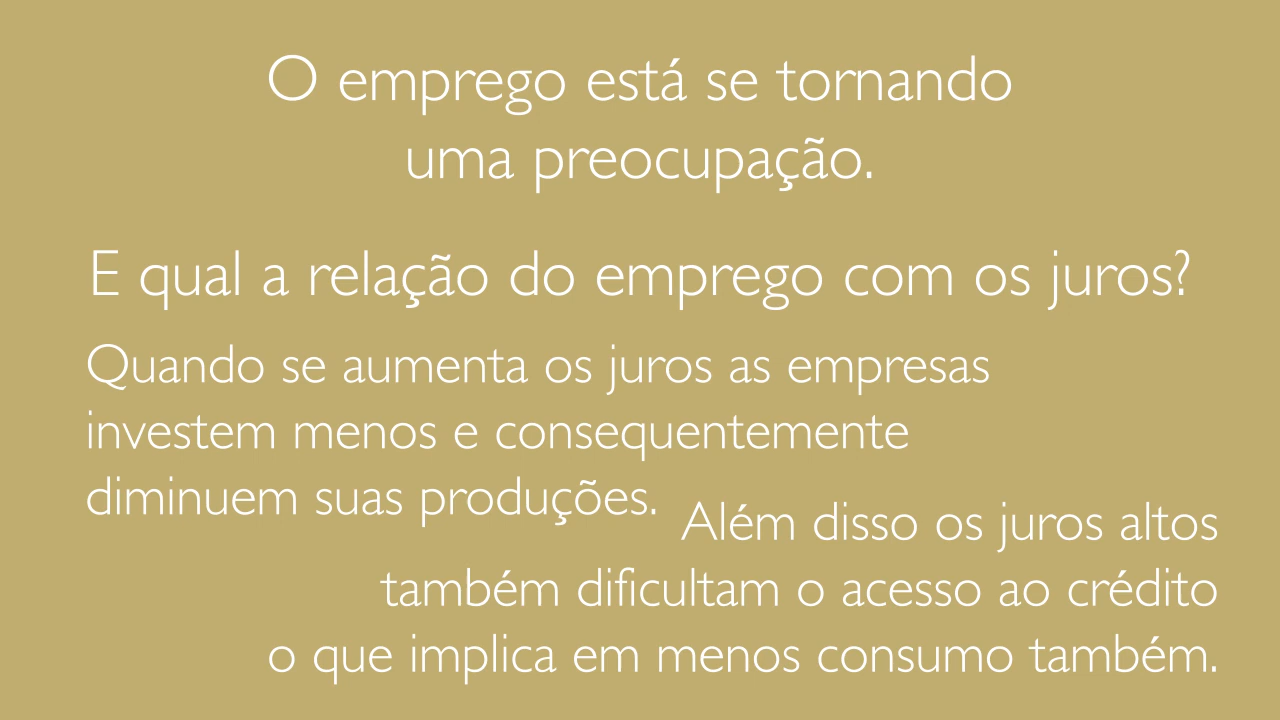 O emprego está se tornando
uma preocupação.
E qual a relação do emprego com os juros?
Quando se aumenta os juros as empresas
investem menos e consequentemente
diminuem suas produções.
Além disso os juros altos
também dificultam o acesso ao crédito
o que implica em menos consumo também.